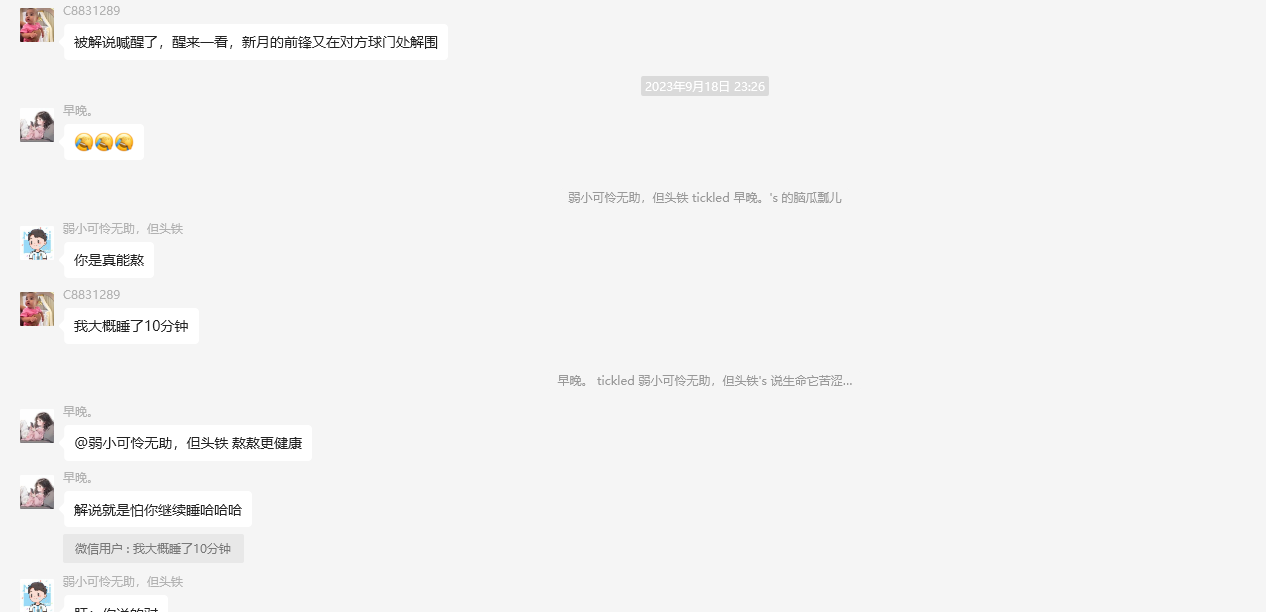 C8831289
被解说喊醒了，醒来一看，新月的前锋又在对方球门处解围
2023年9月18日 23:26
早晚。
弱小可怜无助，但头铁 tickled 早晚。's 的脑瓜瓢儿
弱小可怜无助，但头铁
你是真能熬
C8831289
我大概睡了10分钟
早晚。 tickled 弱小可怜无助，但头铁's 说生命它苦涩...
早晚。
@弱小可怜无助，但头铁 熬熬更健康
早晚。
解说就是怕你继续睡哈哈哈
微信用户 : 我大概睡了10分钟
弱小可怜无助，但头铁
你说的对